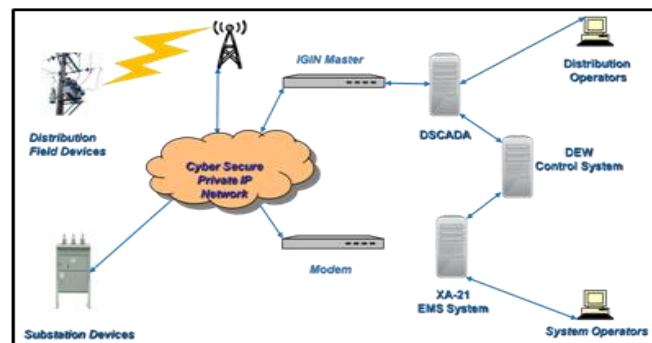 IGIN Master
Distribution
Operators
Distribution
Field Devices
DSCADA
DEW
Control System
Cyber Secure
Private IP
Network
Modem
XA-21
EMS System
Substation Devices
System Operators